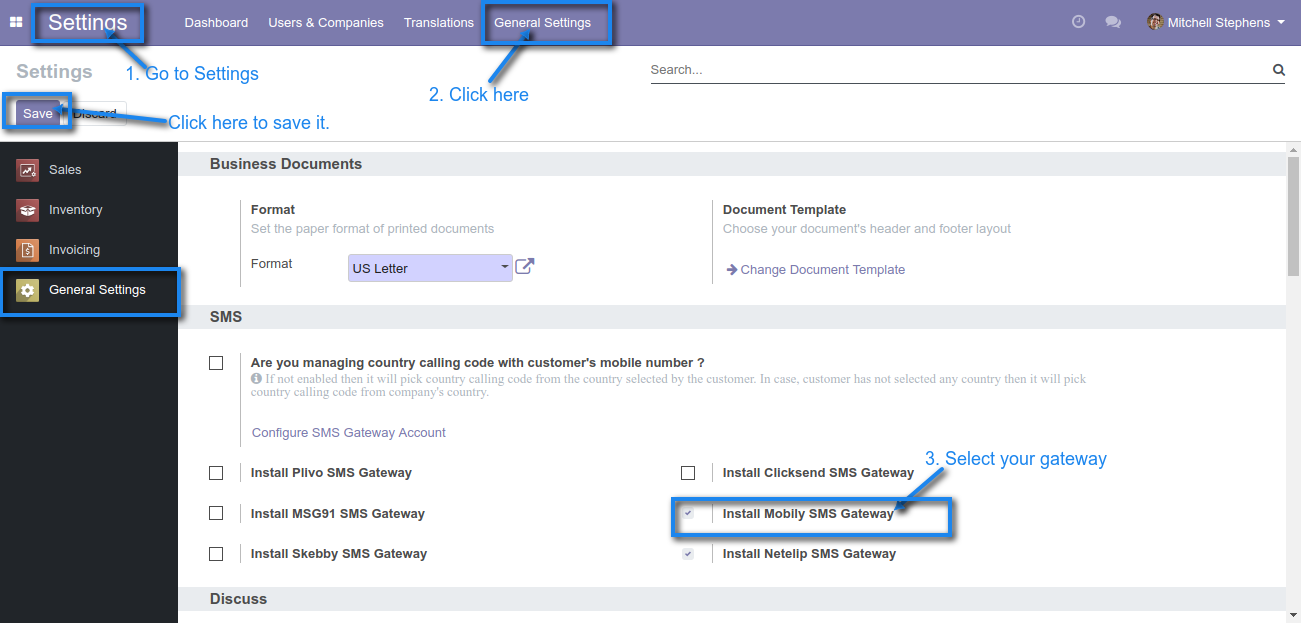 Settings Dashboard Users & Companies Translations General Settings Mitchell Stephens
Settings 1. Go to Settings Search...
2. Click here
Save Discard Click here to save it.
Sales
Inventory
Invoicing
General Settings
Business Documents
Format Document Template
Set the paper format of printed documents Choose your document's header and footer layout
Format US Letter Change Document Template
SMS
Are you managing country calling code with customer's mobile number ?
If not enabled then it will pick country calling code from the country selected by the customer. In case, customer has not selected any country then it will pick
country calling code from company's country.
Configure SMS Gateway Account
3. Select your gateway
Install Plivo SMS Gateway Install Clicksend SMS Gateway
Install MSG91 SMS Gateway Install Mobily SMS Gateway
Install Skebby SMS Gateway Install Netelip SMS Gateway
Discuss